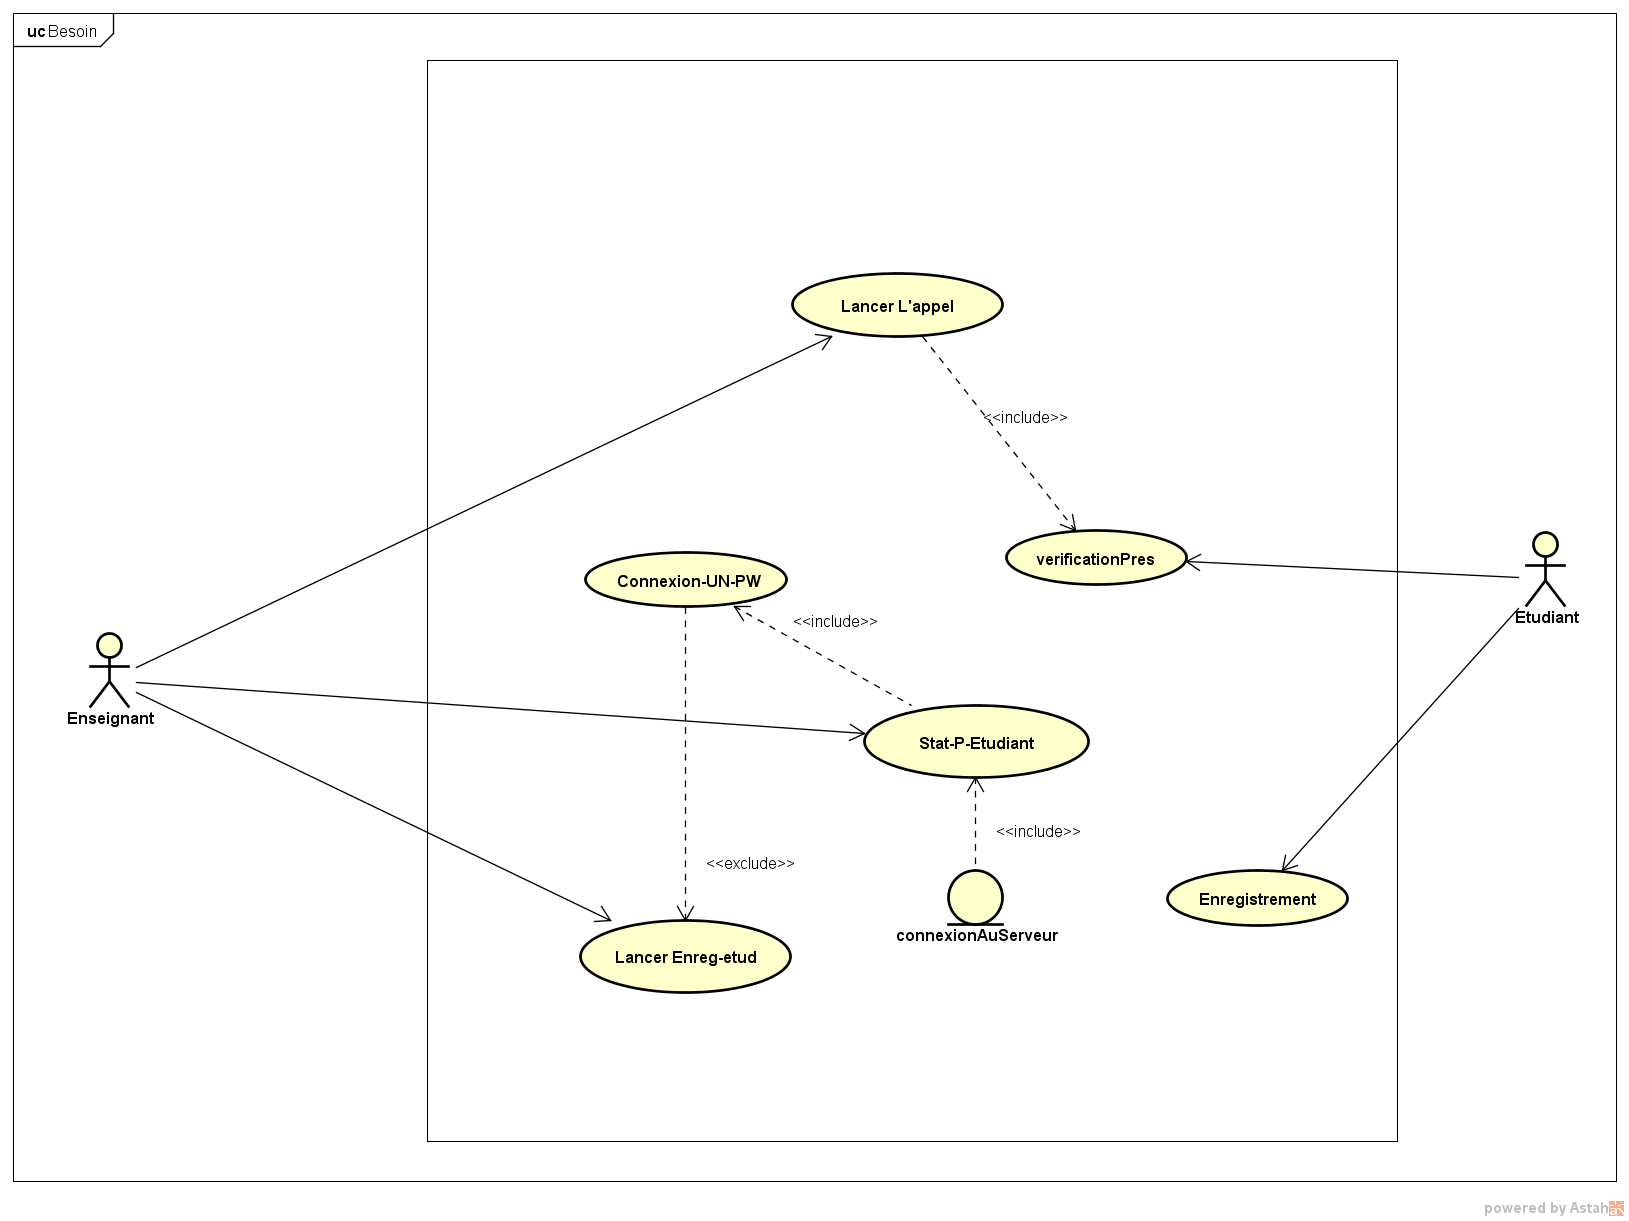 uc Besoin
Lancer L'appel
<<include>>
verificationPres
Connexion-UN-PW
<<include>>
Etudiant
Enseignant
Stat-P-Etudiant
<<include>>
<<exclude>>
Enregistrement
connexionAuServeur
Lancer Enreg-etud
powered by Astah